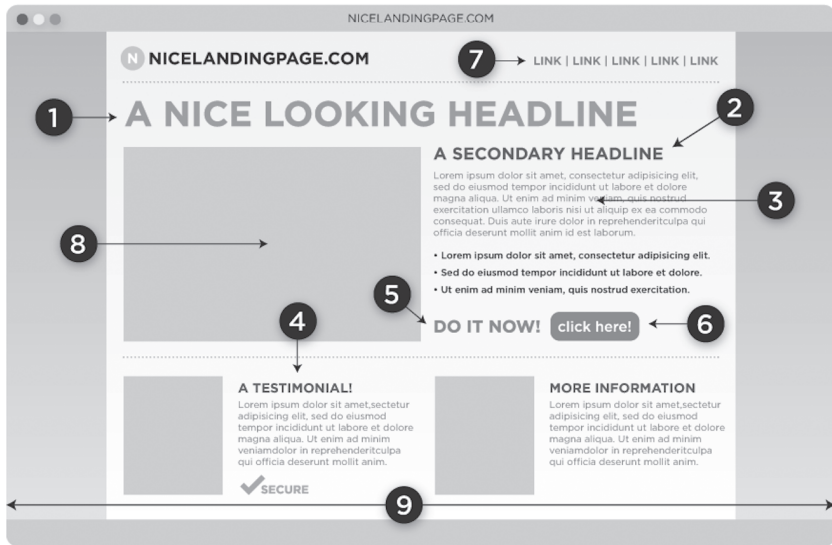 NICELANDINGPAGE.COM
N NICELANDINGPAGE.COM
7
LINK | LINK | LINK | LINK | LINK
1
A NICE LOOKING HEADLINE
2
A SECONDARY HEADLINE
Lorem ipsum dolor sit amet, consectetur adipisicing elit,
sed do eiusmod tempor incididunt ut labore et dolore
magna aliqua. Ut enim ad minim veniam, quis nostrud
exercitation ullamco laboris nisi ut aliquip ex ea commodo
consequat. Duis aute irure dolor in reprehenderitculpa qui
officia deserunt mollit anim id est laborum.
3
8
• Lorem ipsum dolor sit amet, consectetur adipisicing elit.
• Sed do eiusmod tempor incididunt ut labore et dolore.
• Ut enim ad minim veniam, quis nostrud exercitation.
5
DO IT NOW!
click here!
6
4
A TESTIMONIAL!
Lorem ipsum dolor sit amet,sectetur
adipisicing elit, sed do eiusmod
tempor incididunt ut labore et dolore
magna aliqua. Ut enim ad minim
veniamdolor in reprehenderitculpa
qui officia deserunt mollit anim.
SECURE
MORE INFORMATION
Lorem ipsum dolor sit amet,sectetur
adipisicing elit, sed do eiusmod
tempor incididunt ut labore et dolore
magna aliqua. Ut enim ad minim
veniamdolor in reprehenderitculpa
qui officia deserunt mollit anim.
9